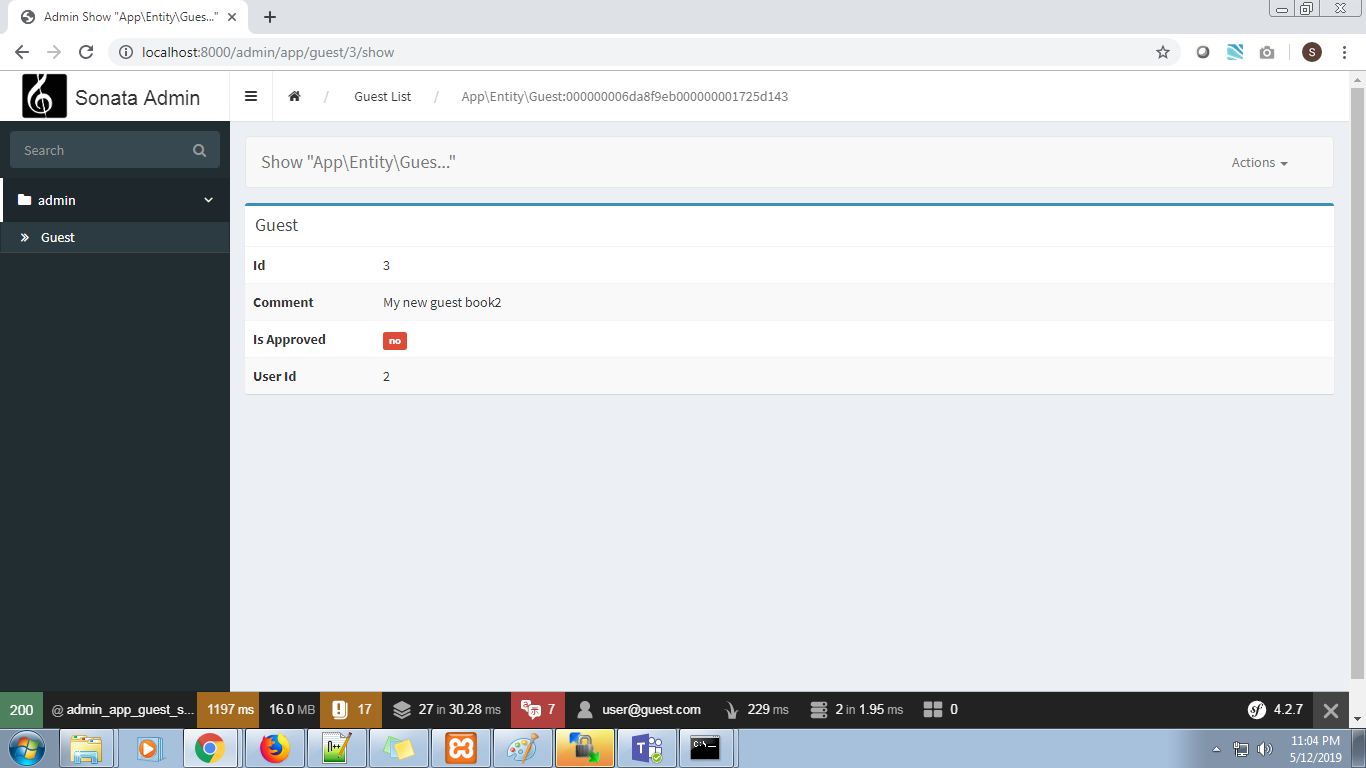 Admin Show "App\Entity\Gues..."
localhost:8000/admin/app/guest/3/show
S
Sonata Admin
/ Guest List / App\Entity\Guest:000000006da8f9eb000000001725d143
Search
Show "App\Entity\Gues..."
Actions
admin
Guest
Guest
Id 3
Comment My new guest book2
Is Approved no
User Id 2
200 @ admin_app_guest_s... 1197 ms 16.0 MB 17 27 in 30.28 ms 7 user@guest.com 229 ms 2 in 1.95 ms 0 sf 4.2.7
C:\_
11:04 PM
5/12/2019